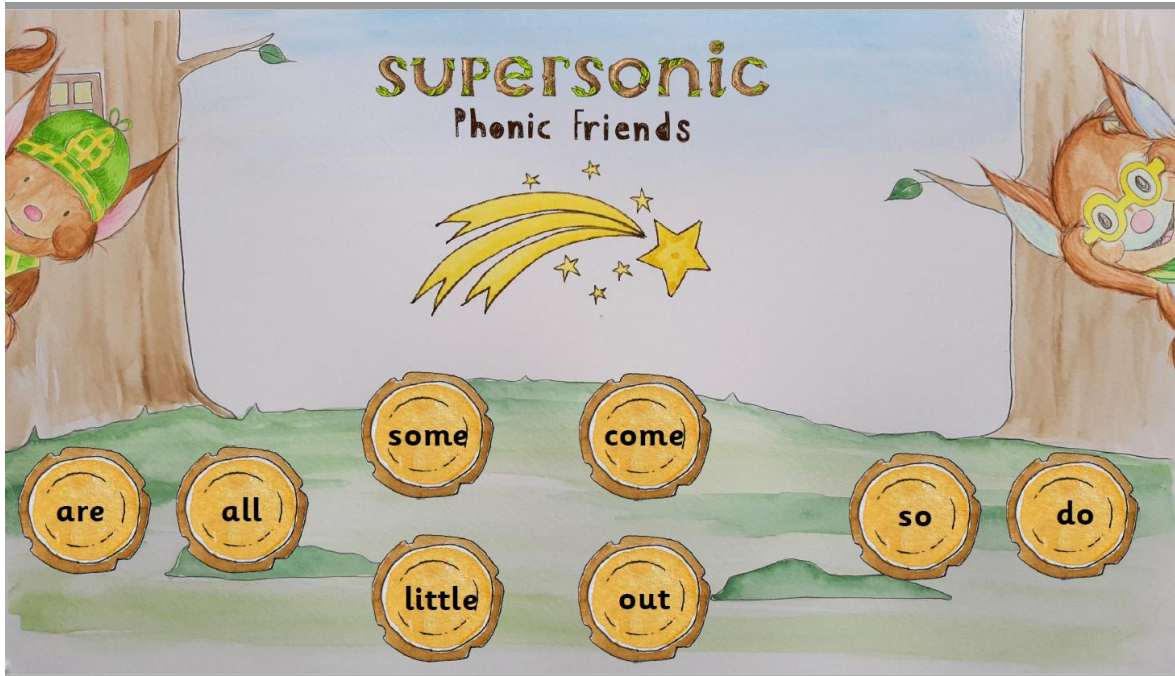 supersonic
Phonic Friends
some come
are all so do
little out